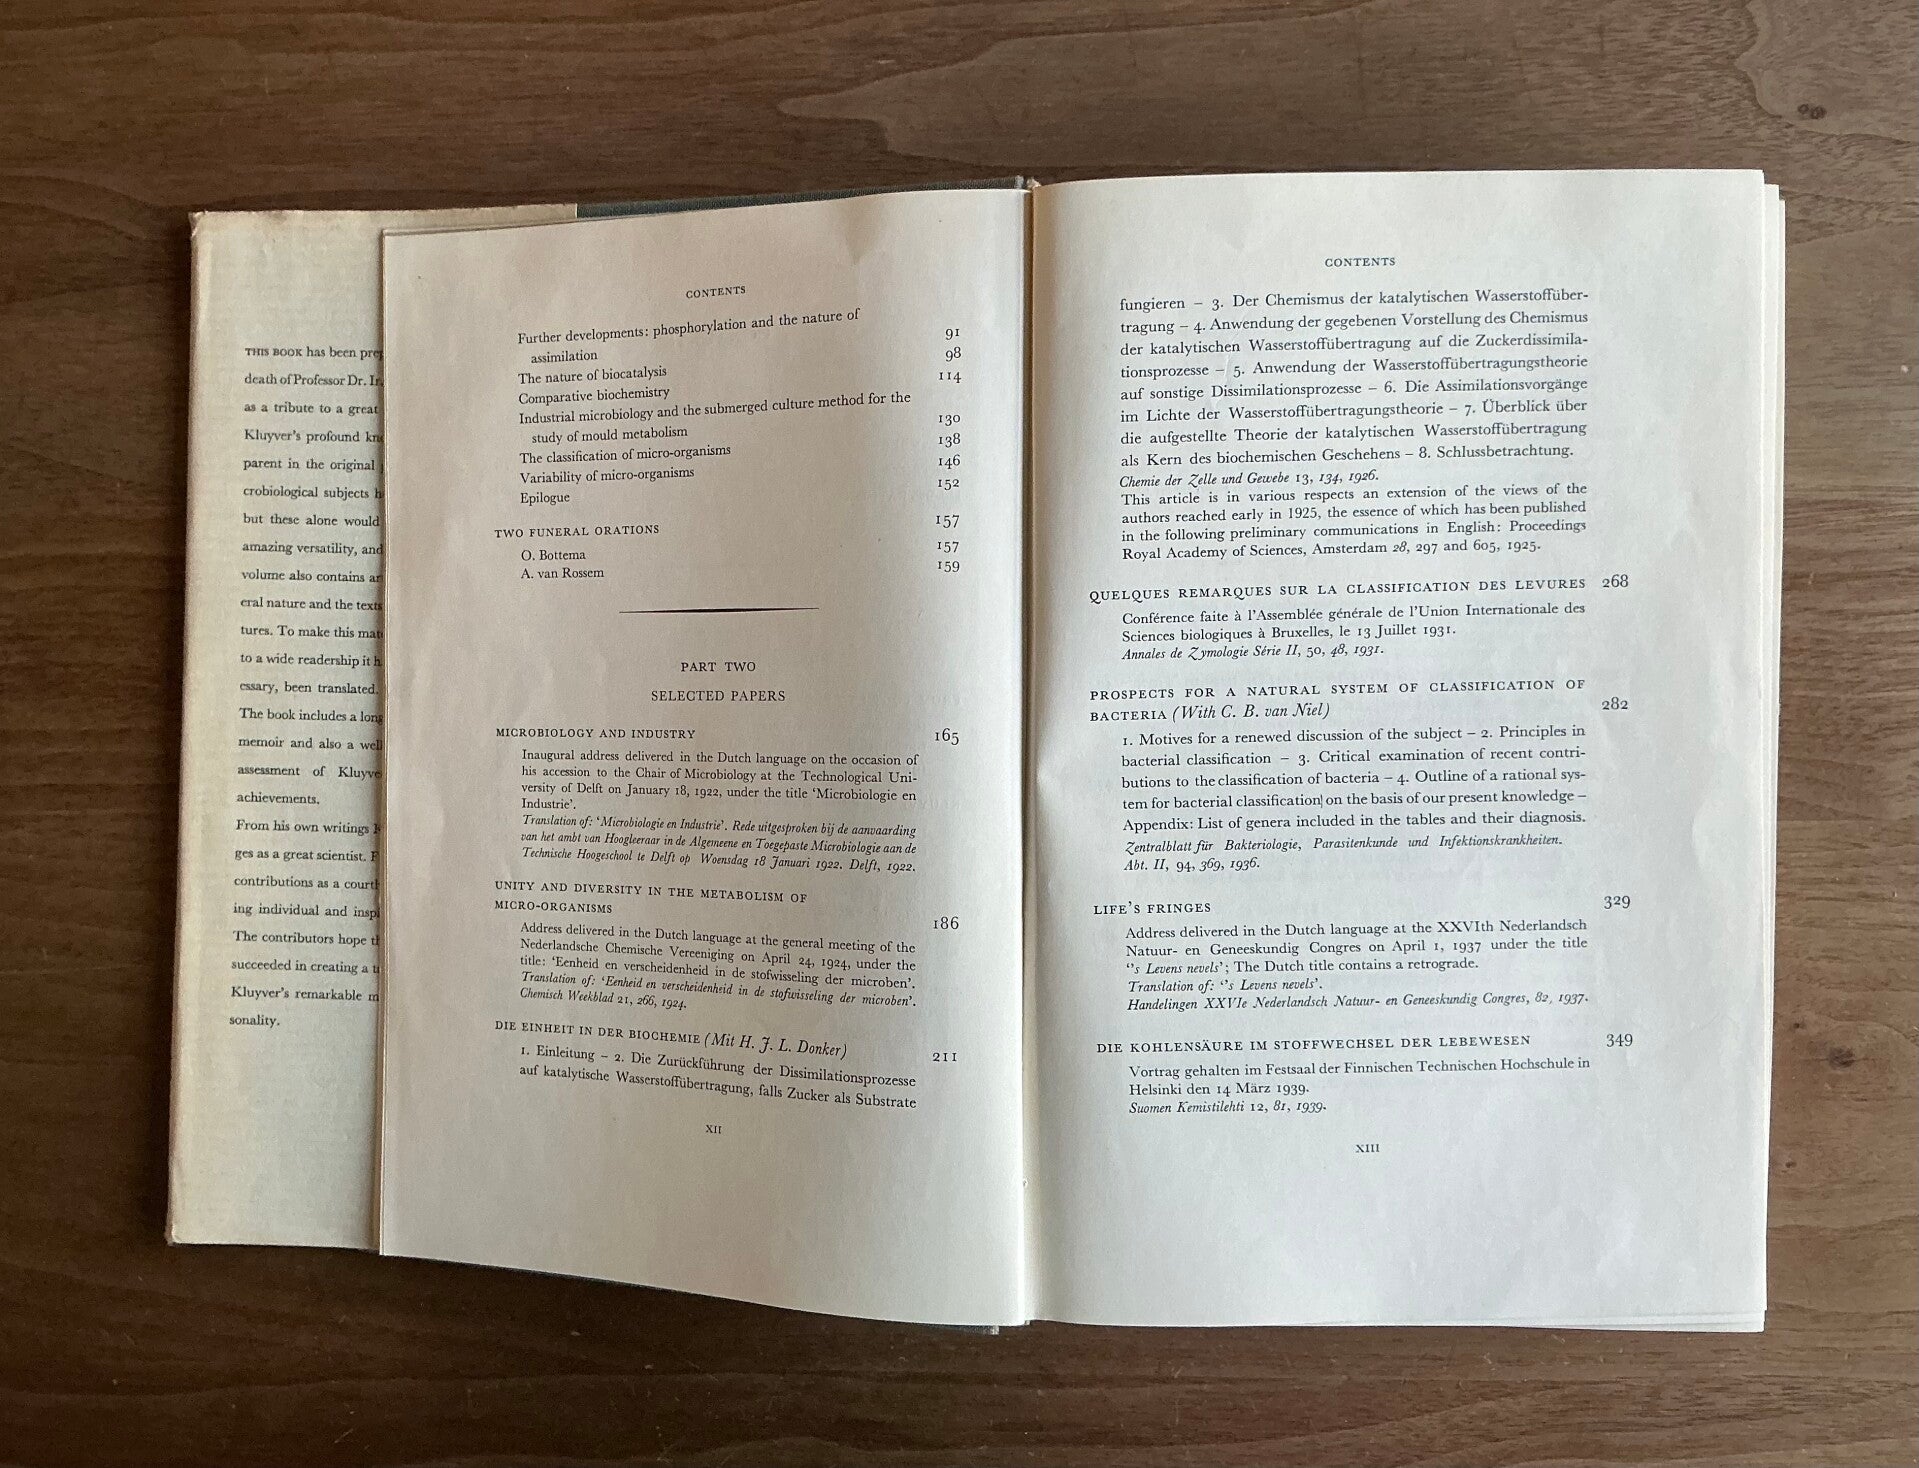 THIS BOOK has been
death of Professor Dr.
as a tribute to a great
Kluyver's profound
parent in the original
crobiological subjects
but these alone would
amazing versatility, and
volume also contains
eral nature and the texts
tures. To make this
to a wide readership it
essary, been translated.
The book includes a long
memoir and also a
assessment of
achievements.
From his own writings
ges as a great scientist.
contributions as a
ing individual and
The contributors hope
succeeded in creating a
Kluyver's remarkable
sonality.
CONTENTS
Further developments: phosphorylation and the nature of
assimilation 91
The nature of biocatalysis 98
Comparative biochemistry 114
Industrial microbiology and the submerged culture method for the
study of mould metabolism 130
The classification of micro-organisms 138
Variability of micro-organisms 146
Epilogue 152
TWO FUNERAL ORATIONS 157
O. Bottema 157
A. van Rossem 159
PART TWO
SELECTED PAPERS
MICROBIOLOGY AND INDUSTRY 165
Inaugural address delivered in the Dutch language on the occasion of
his accession to the Chair of Microbiology at the Technological Uni-
versity of Delft on January 18, 1922, under the title 'Microbiologie en
Industrie'.
Translation of: 'Microbiologie en Industrie'. Rede uitgesproken bij de aanvaarding
van het ambt van Hoogleeraar in de Algemeene en Toegepaste Microbiologie aan de
Technische Hoogeschool te Delft op Woensdag 18 Januari 1922. Delft, 1922.
UNITY AND DIVERSITY IN THE METABOLISM OF
MICRO-ORGANISMS 186
Address delivered in the Dutch language at the general meeting of the
Nederlandsche Chemische Vereeniging on April 24, 1924, under the
title: 'Eenheid en verscheidenheid in de stofwisseling der microben'.
Translation of: 'Eenheid en verscheidenheid in de stofwisseling der microben'.
Chemisch Weekblad 21, 266, 1924.
DIE EINHEIT IN DER BIOCHEMIE (Mit H. J. L. Donker) 211
1. Einleitung – 2. Die Zurückführung der Dissimilationsprozesse
auf katalytische Wasserstoffübertragung, falls Zucker als Substrate
XII
CONTENTS
fungieren – 3. Der Chemismus der katalytischen Wasserstoffüber-
tragung – 4. Anwendung der gegebenen Vorstellung des Chemismus
der katalytischen Wasserstoffübertragung auf die Zuckerdissimila-
tionsprozesse – 5. Anwendung der Wasserstoffübertragungstheorie
auf sonstige Dissimilationsprozesse – 6. Die Assimilationsvorgänge
im Lichte der Wasserstoffübertragungstheorie – 7. Überblick über
die aufgestellte Theorie der katalytischen Wasserstoffübertragung
als Kern des biochemischen Geschehens – 8. Schlussbetrachtung.
Chemie der Zelle und Gewebe 13, 134, 1926.
This article is in various respects an extension of the views of the
authors reached early in 1925, the essence of which has been published
in the following preliminary communications in English: Proceedings
Royal Academy of Sciences, Amsterdam 28, 297 and 605, 1925.
QUELQUES REMARQUES SUR LA CLASSIFICATION DES LEVURES 268
Conférence faite à l'Assemblée générale de l'Union Internationale des
Sciences biologiques à Bruxelles, le 13 Juillet 1931.
Annales de Zymologie Série II, 50, 48, 1931.
PROSPECTS FOR A NATURAL SYSTEM OF CLASSIFICATION OF
BACTERIA (With C. B. van Niel) 282
1. Motives for a renewed discussion of the subject – 2. Principles in
bacterial classification – 3. Critical examination of recent contri-
butions to the classification of bacteria – 4. Outline of a rational sys-
tem for bacterial classification on the basis of our present knowledge –
Appendix: List of genera included in the tables and their diagnosis.
Zentralblatt für Bakteriologie, Parasitenkunde und Infektionskrankheiten.
Abt. II, 94, 369, 1936.
LIFE'S FRINGES 329
Address delivered in the Dutch language at the XXVIth Nederlandsch
Natuur- en Geneeskundig Congres on April 1, 1937 under the title
''s Levens nevels'; The Dutch title contains a retrograde.
Translation of: ''s Levens nevels'.
Handelingen XXVIe Nederlandsch Natuur- en Geneeskundig Congres, 82, 1937.
DIE KOHLENSÄURE IM STOFFWECHSEL DER LEBEWESEN 349
Vortrag gehalten im Festsaal der Finnischen Technischen Hochschule in
Helsinki den 14 März 1939.
Suomen Kemistilehti 12, 81, 1939.
XIII